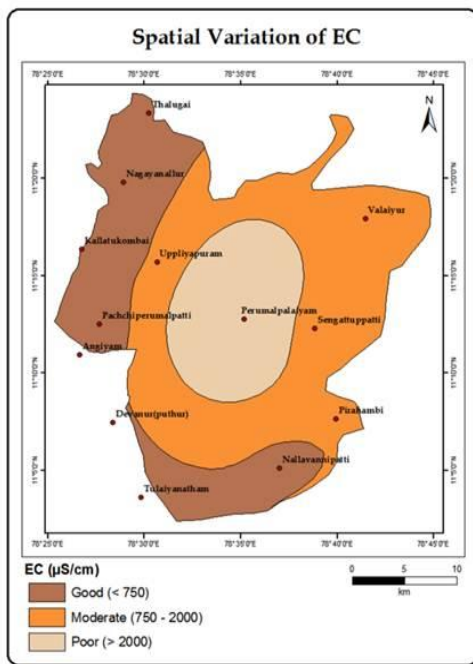 Spatial Variation of EC
78°25'0"E 78°30'0"E 78°35'0"E 78°40'0"E 78°45'0"E
N
Thalugai
Nagayanallur
Valaiyur
Kallatukombai
Uppliyapuram
Perumalpalaiyam
Pachchiperumalpatti
Sengattuppatti
Angiyam
Devanur(puthur)
Pirahambi
Nallavannipatti
Tulaiyanatham
78°25'0"E 78°30'0"E 78°35'0"E 78°40'0"E 78°45'0"E
EC (µS/cm)
Good (< 750)
Moderate (750 - 2000)
Poor (> 2000)
0 5 10
km